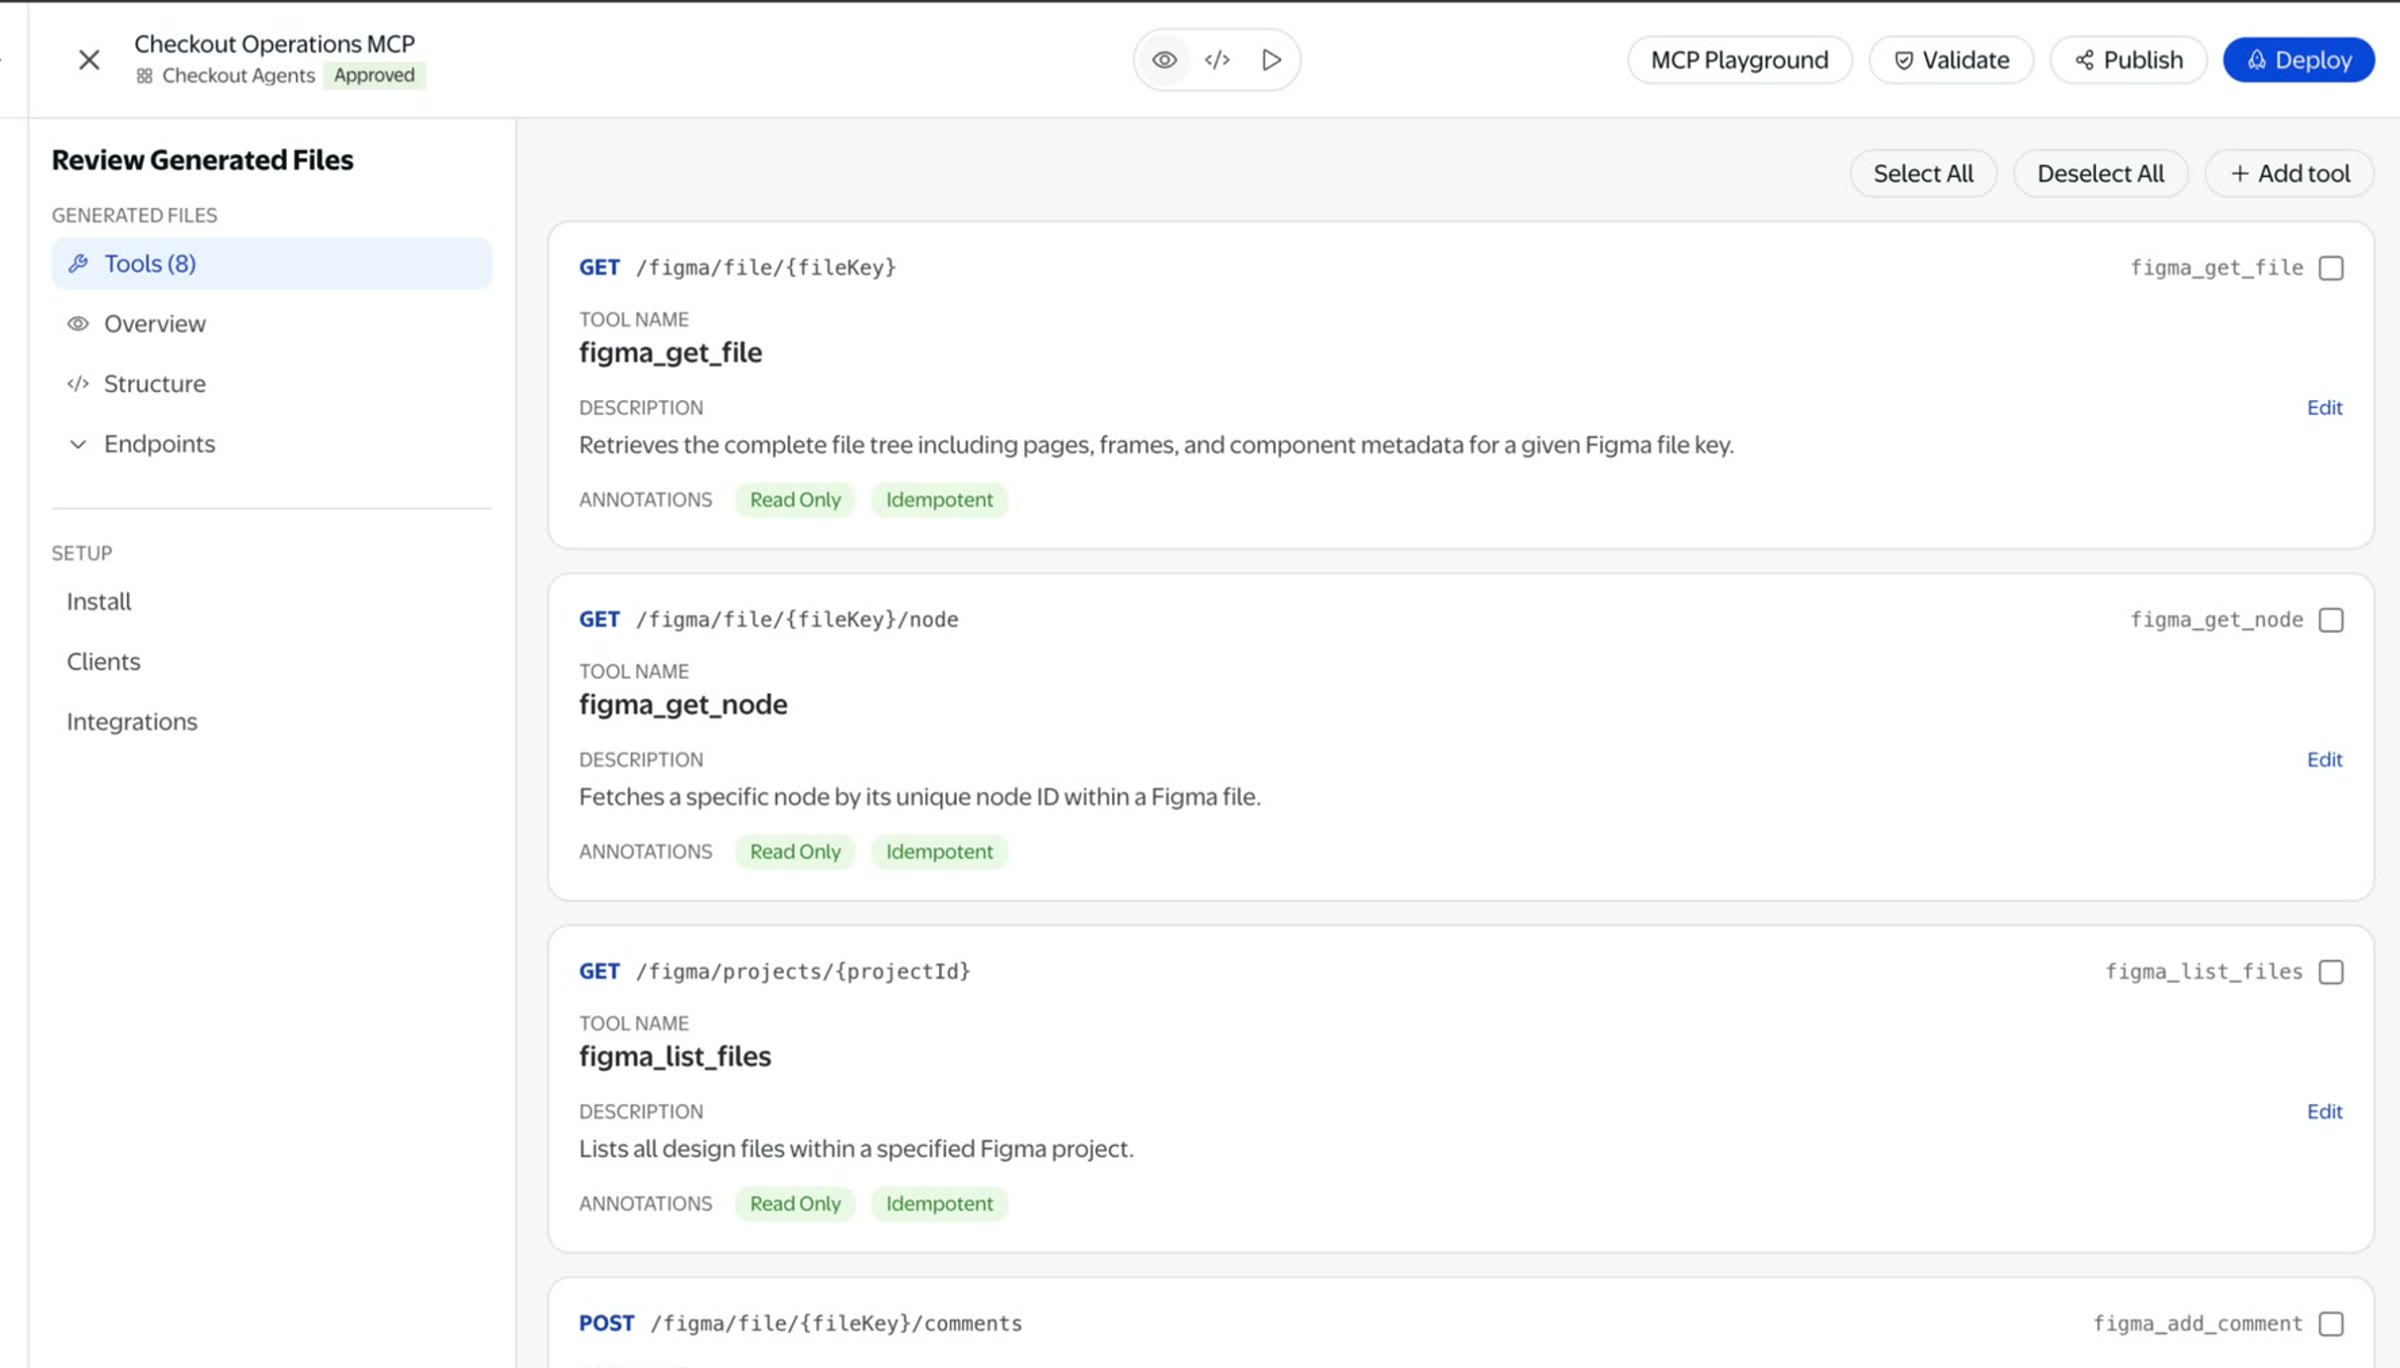 Checkout Operations MCP
Checkout Agents Approved
MCP Playground Validate Publish Deploy
Review Generated Files
GENERATED FILES
Tools (8)
Overview
Structure
Endpoints
SETUP
Install
Clients
Integrations
Select All Deselect All + Add tool
GET /figma/file/{fileKey} figma_get_file
TOOL NAME
figma_get_file
DESCRIPTION Edit
Retrieves the complete file tree including pages, frames, and component metadata for a given Figma file key.
ANNOTATIONS Read Only Idempotent
GET /figma/file/{fileKey}/node figma_get_node
TOOL NAME
figma_get_node
DESCRIPTION Edit
Fetches a specific node by its unique node ID within a Figma file.
ANNOTATIONS Read Only Idempotent
GET /figma/projects/{projectId} figma_list_files
TOOL NAME
figma_list_files
DESCRIPTION Edit
Lists all design files within a specified Figma project.
ANNOTATIONS Read Only Idempotent
POST /figma/file/{fileKey}/comments figma_add_comment